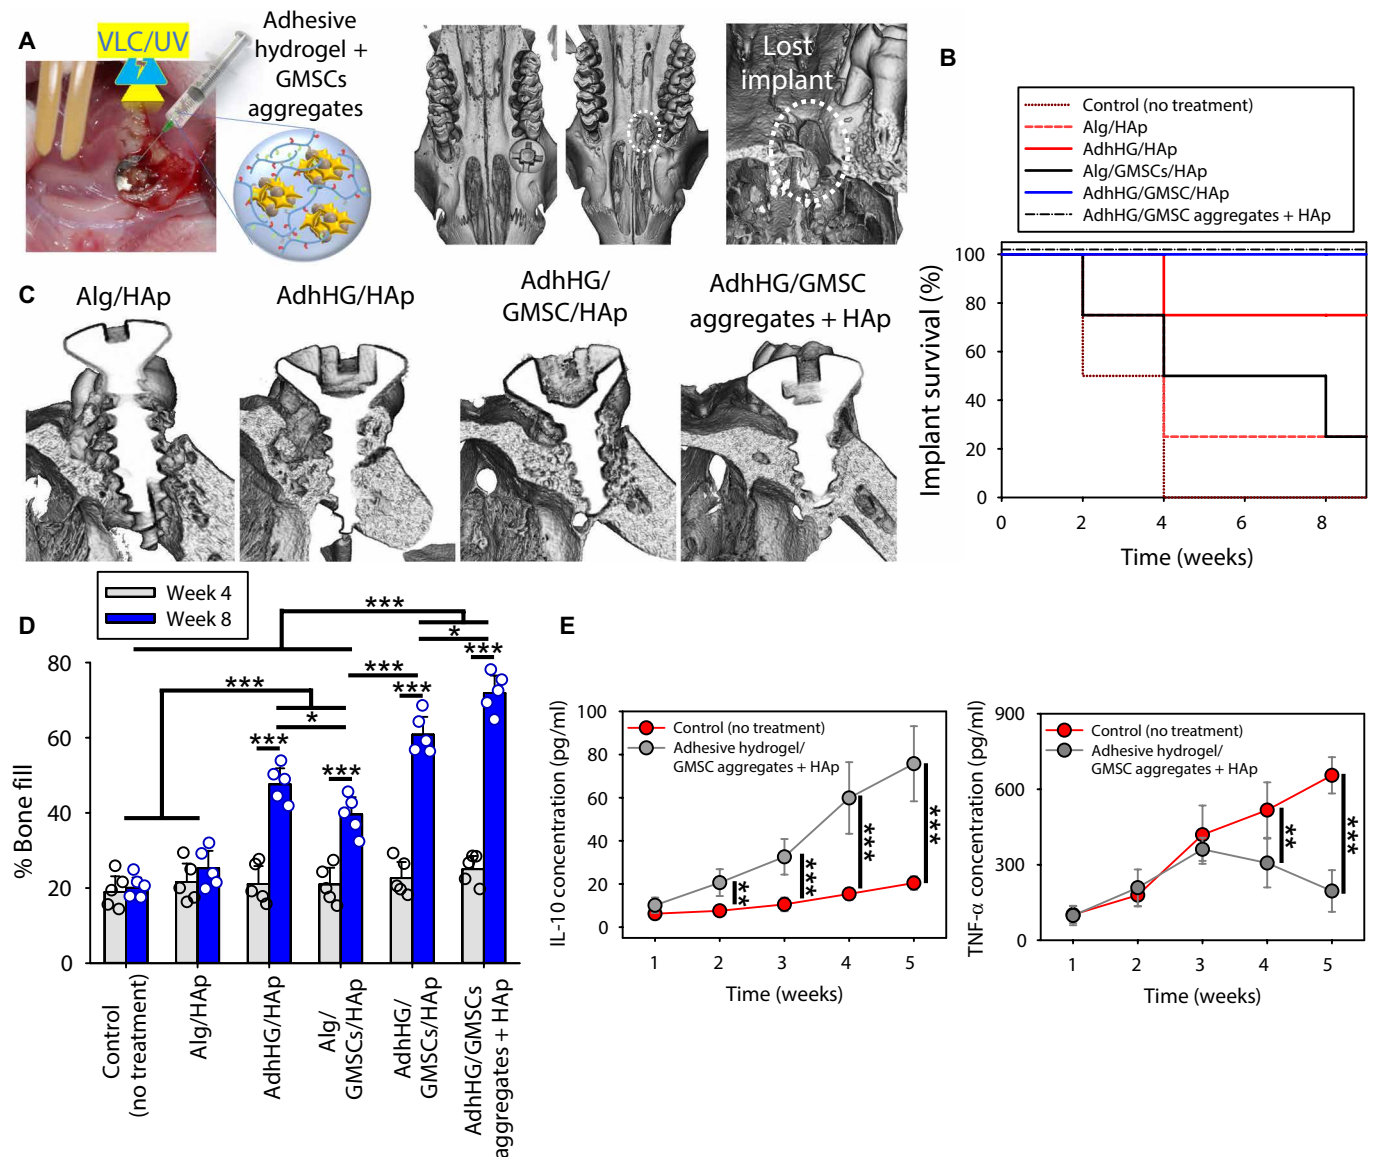 A
VLC/UV
Adhesive
hydrogel +
GMSCs
aggregates
Lost
implant
B
Control (no treatment)
Alg/HAp
AdhHG/HAp
Alg/GMSCs/HAp
AdhHG/GMSC/HAp
AdhHG/GMSC aggregates + HAp
Implant survival (%)
100
80
60
40
20
0
0 2 4 6 8
Time (weeks)
C
Alg/HAp
AdhHG/HAp
AdhHG/
GMSC/HAp
AdhHG/GMSC
aggregates + HAp
D
Week 4
Week 8
% Bone fill
80
60
40
20
0
***
***
*
***
*
***
***
***
***
***
Control
(no treatment)
Alg/HAp
AdhHG/HAp
Alg/
GMSCs/HAp
AdhHG/
GMSCs/HAp
AdhHG/GMSCs
aggregates + HAp
E
IL-10 concentration (pg/ml)
100
80
60
40
20
0
Control (no treatment)
Adhesive hydrogel/
GMSC aggregates + HAp
**
***
***
***
1 2 3 4 5
Time (weeks)
TNF-α concentration (pg/ml)
900
600
300
0
Control (no treatment)
Adhesive hydrogel/
GMSC aggregates + HAp
**
***
1 2 3 4 5
Time (weeks)